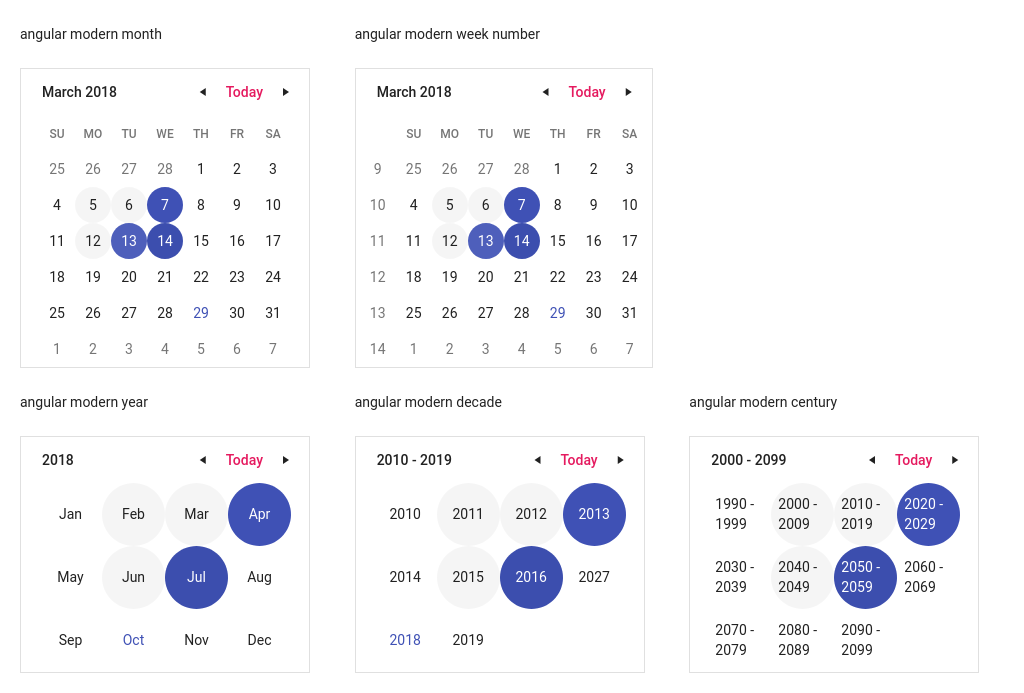 angular modern month
angular modern week number
March 2018 ◀ Today ▶
SU MO TU WE TH FR SA
25 26 27 28 1 2 3
4 5 6 7 8 9 10
11 12 13 14 15 16 17
18 19 20 21 22 23 24
25 26 27 28 29 30 31
1 2 3 4 5 6 7
March 2018 ◀ Today ▶
SU MO TU WE TH FR SA
9 25 26 27 28 1 2 3
10 4 5 6 7 8 9 10
11 11 12 13 14 15 16 17
12 18 19 20 21 22 23 24
13 25 26 27 28 29 30 31
14 1 2 3 4 5 6 7
angular modern year
angular modern decade
angular modern century
2018 ◀ Today ▶
Jan Feb Mar Apr
May Jun Jul Aug
Sep Oct Nov Dec
2010 - 2019 ◀ Today ▶
2010 2011 2012 2013
2014 2015 2016 2027
2018 2019
2000 - 2099 ◀ Today ▶
1990 - 2000 - 2010 - 2020 -
1999 2009 2019 2029
2030 - 2040 - 2050 - 2060 -
2039 2049 2059 2069
2070 - 2080 - 2090 -
2079 2089 2099